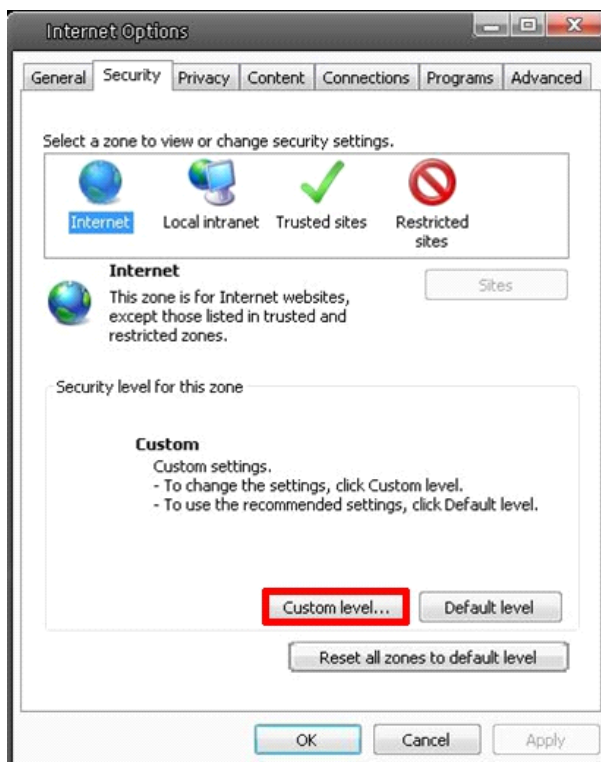 Internet Options
General Security Privacy Content Connections Programs Advanced
Select a zone to view or change security settings.
Internet Local intranet Trusted sites Restricted
sites
Internet
Sites
This zone is for Internet websites,
except those listed in trusted and
restricted zones.
Security level for this zone
Custom
Custom settings.
- To change the settings, click Custom level.
- To use the recommended settings, click Default level.
Custom level... Default level
Reset all zones to default level
OK Cancel Apply